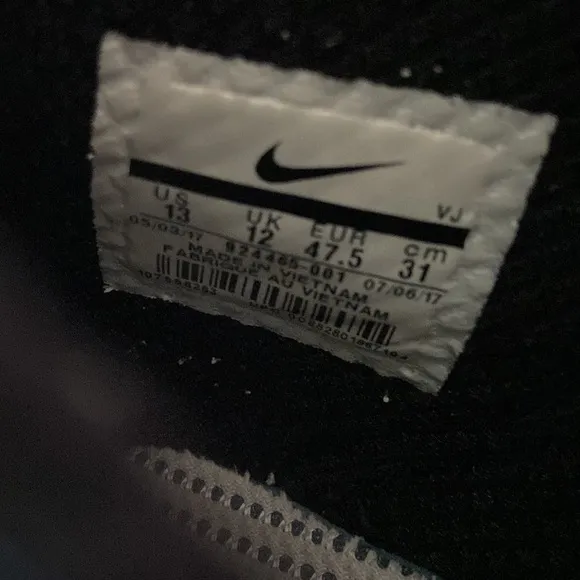 VJ
US UK EUR cm
13 12 47.5 31
05/03/17 924465-001 07/06/17
MADE IN VIETNAM
FABRIQUE AU VIETNAM